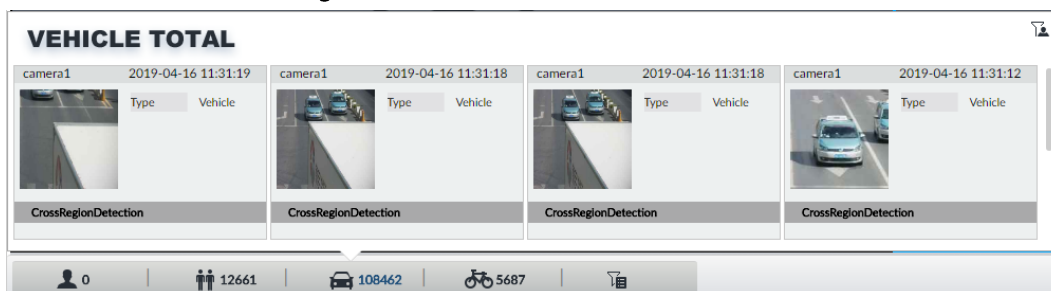 VEHICLE TOTAL
camera1 2019-04-16 11:31:19 camera1 2019-04-16 11:31:18 camera1 2019-04-16 11:31:18 camera1 2019-04-16 11:31:12
Type Vehicle Type Vehicle Type Vehicle Type Vehicle
CrossRegionDetection CrossRegionDetection CrossRegionDetection CrossRegionDetection
0 12661 108462 5687